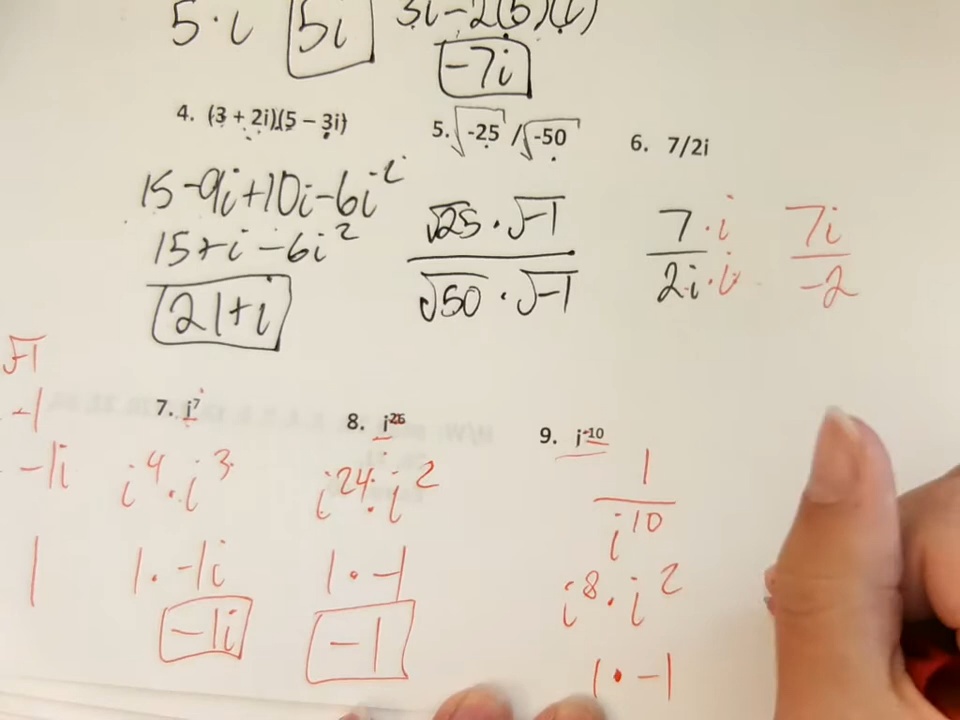 5 · i 5i 3i - 2(5)(i)
-7i
4. (3 + 2i)(5 – 3i)
15 - 9i + 10i - 6i²
15 + i - 6i²
21 + i
5. √-25 / √-50
√25 · √-1
√50 · √-1
6. 7/2i
7 · i 7i
2i · i -2
√-1
-1
-1i
1
7. i⁷
i⁴ · i³
1 · -1i
-1i
8. i²⁶
i²⁴ · i²
1 · -1
-1
9. i⁻¹⁰
1
i¹⁰
i⁸ · i²
1 · -1